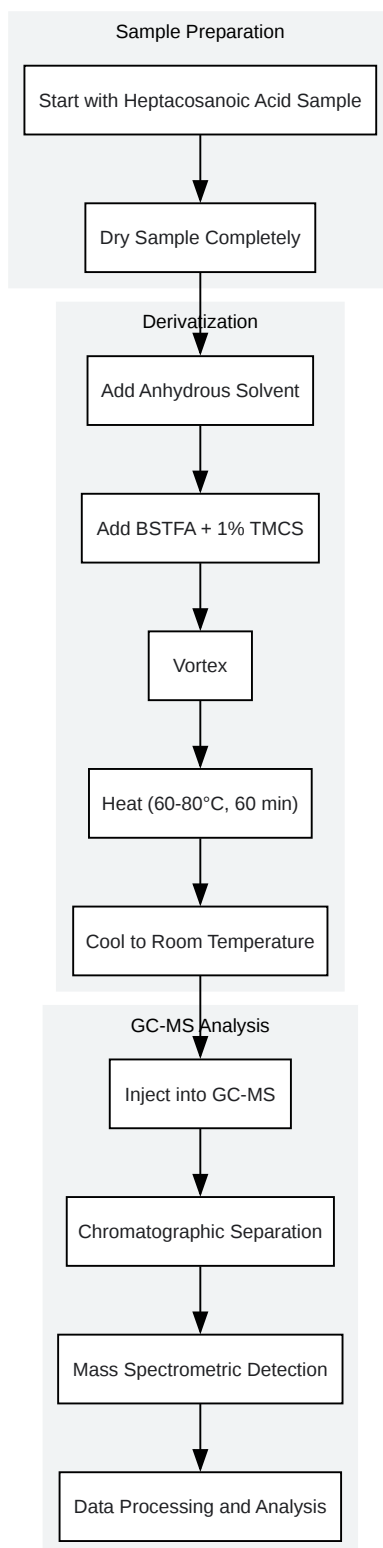 Sample Preparation
Start with Heptacosanoic Acid Sample
Dry Sample Completely
Derivatization
Add Anhydrous Solvent
Add BSTFA + 1% TMCS
Vortex
Heat (60-80°C, 60 min)
Cool to Room Temperature
GC-MS Analysis
Inject into GC-MS
Chromatographic Separation
Mass Spectrometric Detection
Data Processing and Analysis